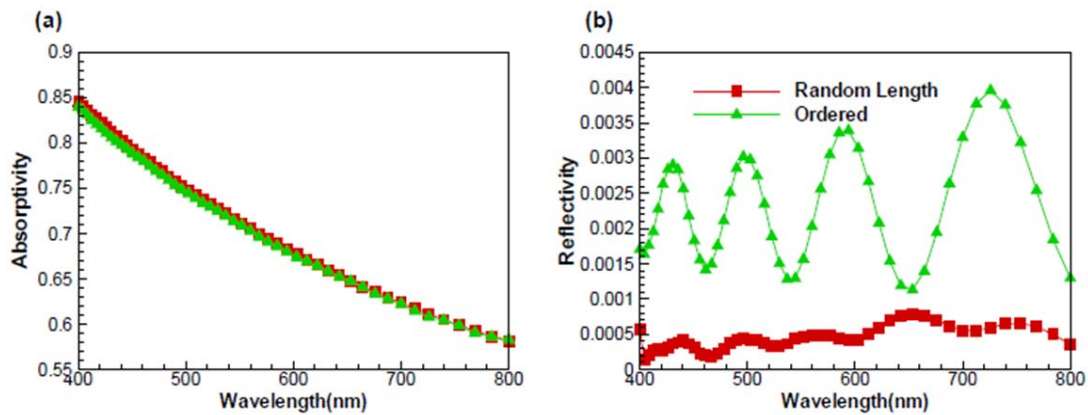 (a)
0.9
0.85
0.8
0.75
0.7
0.65
0.6
0.55
400 500 600 700 800
Absorptivity
Wavelength(nm)
(b)
0.0045
0.004
0.0035
0.003
0.0025
0.002
0.0015
0.001
0.0005
0
400 500 600 700 800
Reflectivity
Wavelength(nm)
Random Length
Ordered